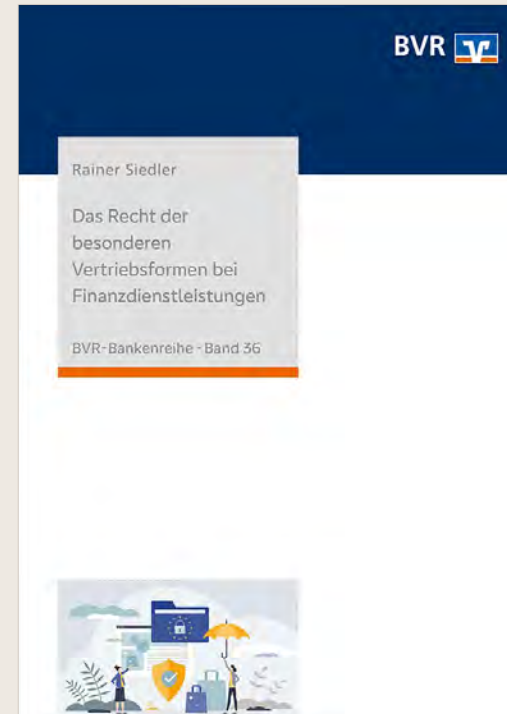 BVR
Rainer Siedler
Das Recht der
besonderen
Vertriebsformen bei
Finanzdienstleistungen
BVR-Bankenreihe - Band 36